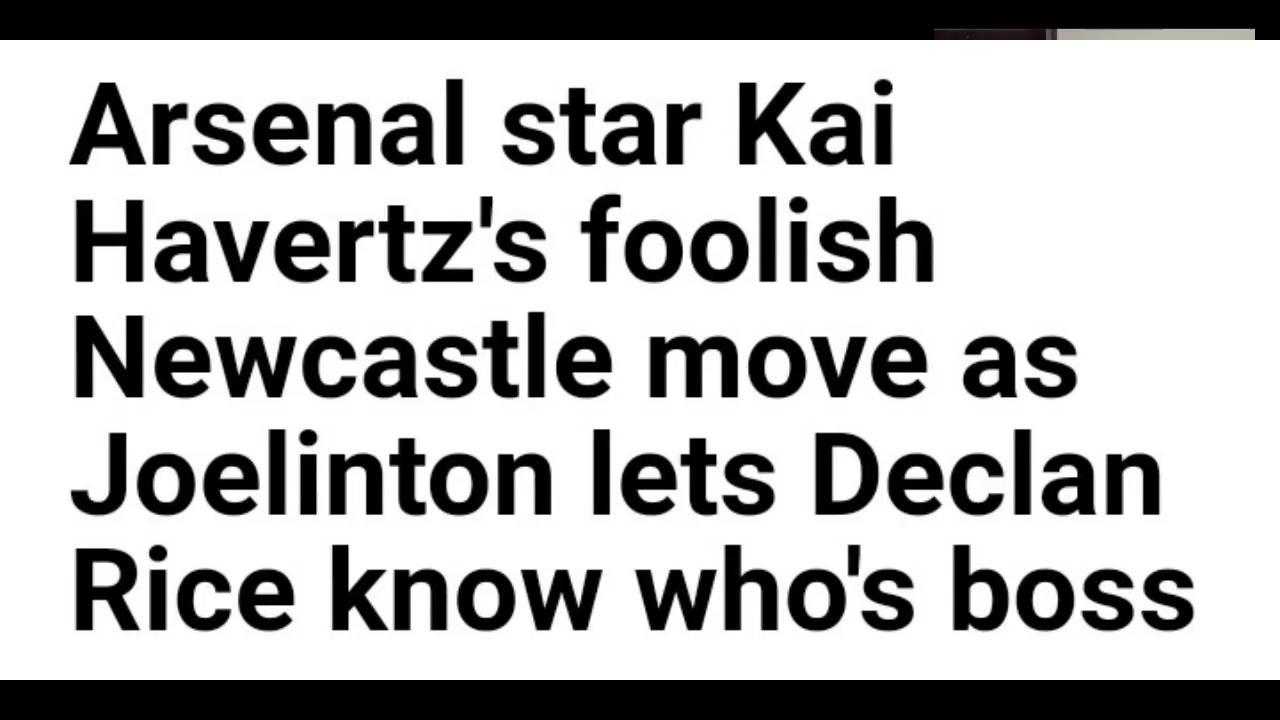 Arsenal star Kai
Havertz's foolish
Newcastle move as
Joelinton lets Declan
Rice know who's boss